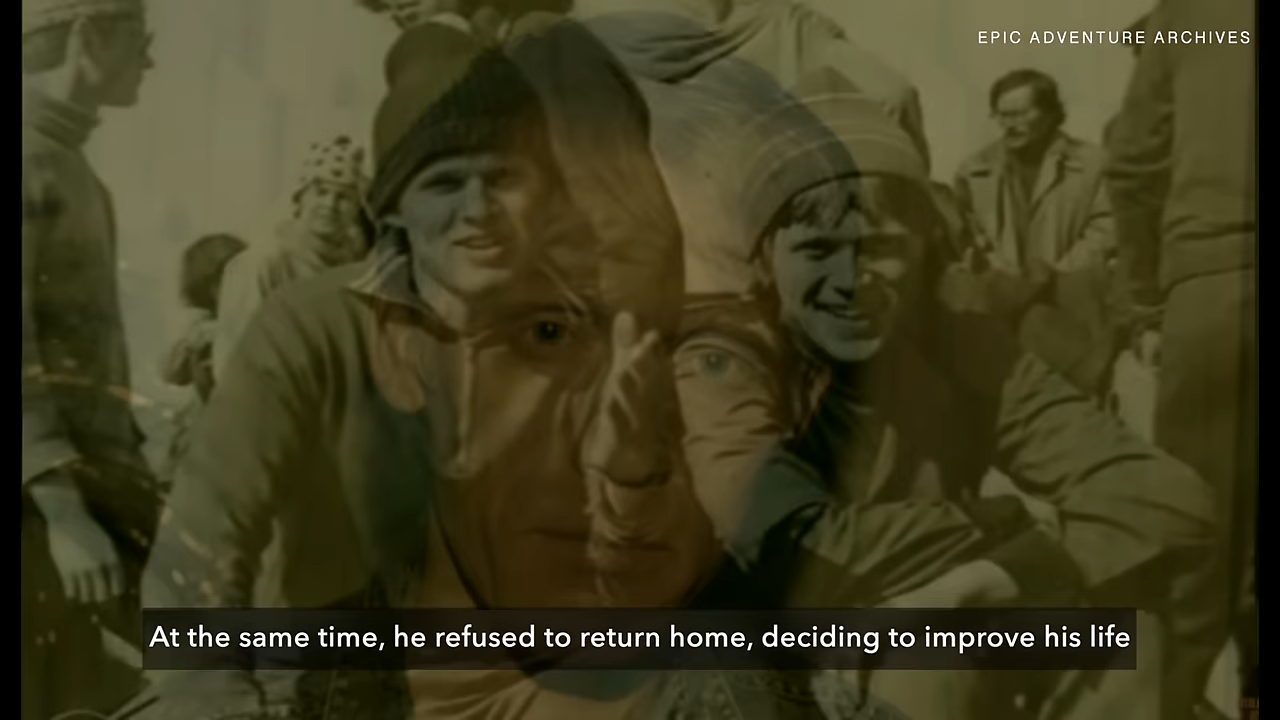 EPIC ADVENTURE ARCHIVES
At the same time, he refused to return home, deciding to improve his life